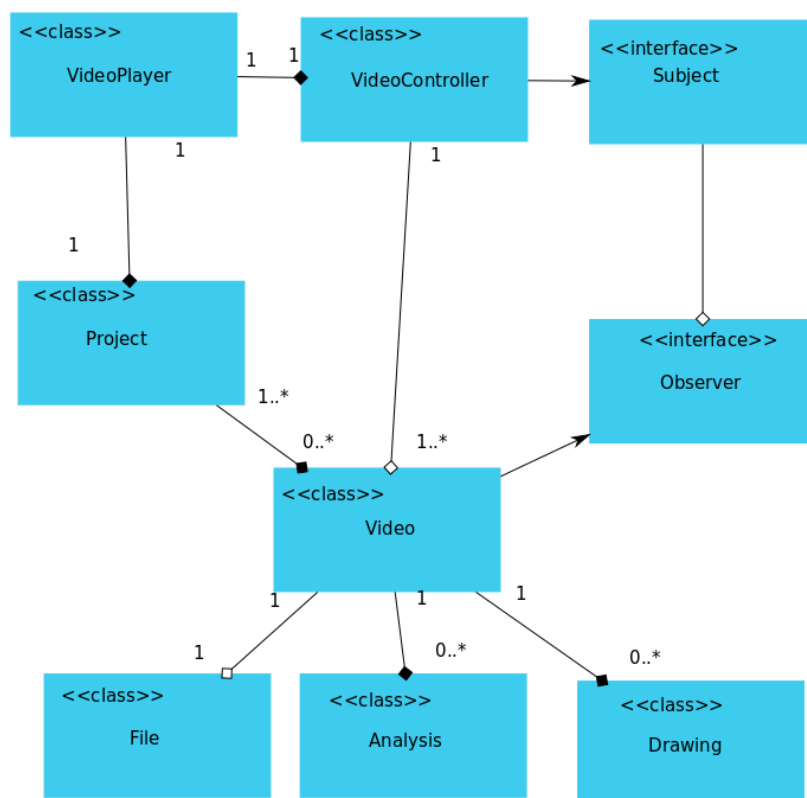 <<class>>
VideoPlayer
1
1
<<class>>
VideoController
<<interface>>
Subject
1
1
1
<<class>>
Project
<<interface>>
Observer
1..*
0..*
1..*
<<class>>
Video
1
1
1
1
0..*
0..*
<<class>>
File
<<class>>
Analysis
<<class>>
Drawing